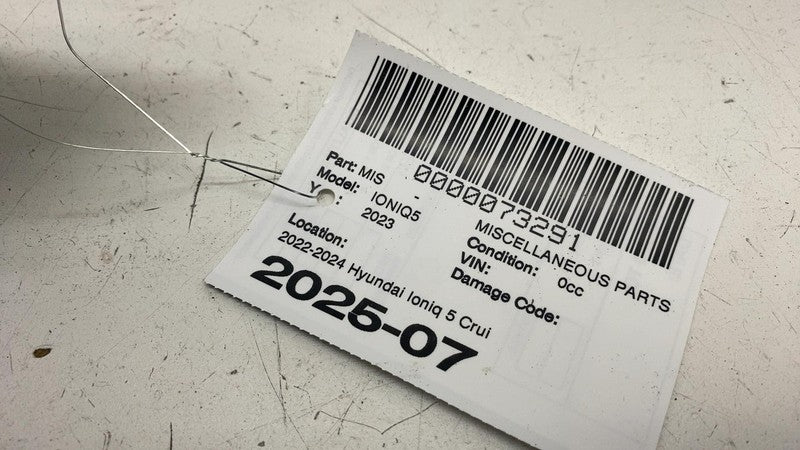 0000073291
Part: MIS - MISCELLANEOUS PARTS
Model: IONIQ5 Condition: 0cc
Y : 2023 VIN:
Damage Code:
Location:
2022-2024 Hyundai Ioniq 5 Crui
2025-07